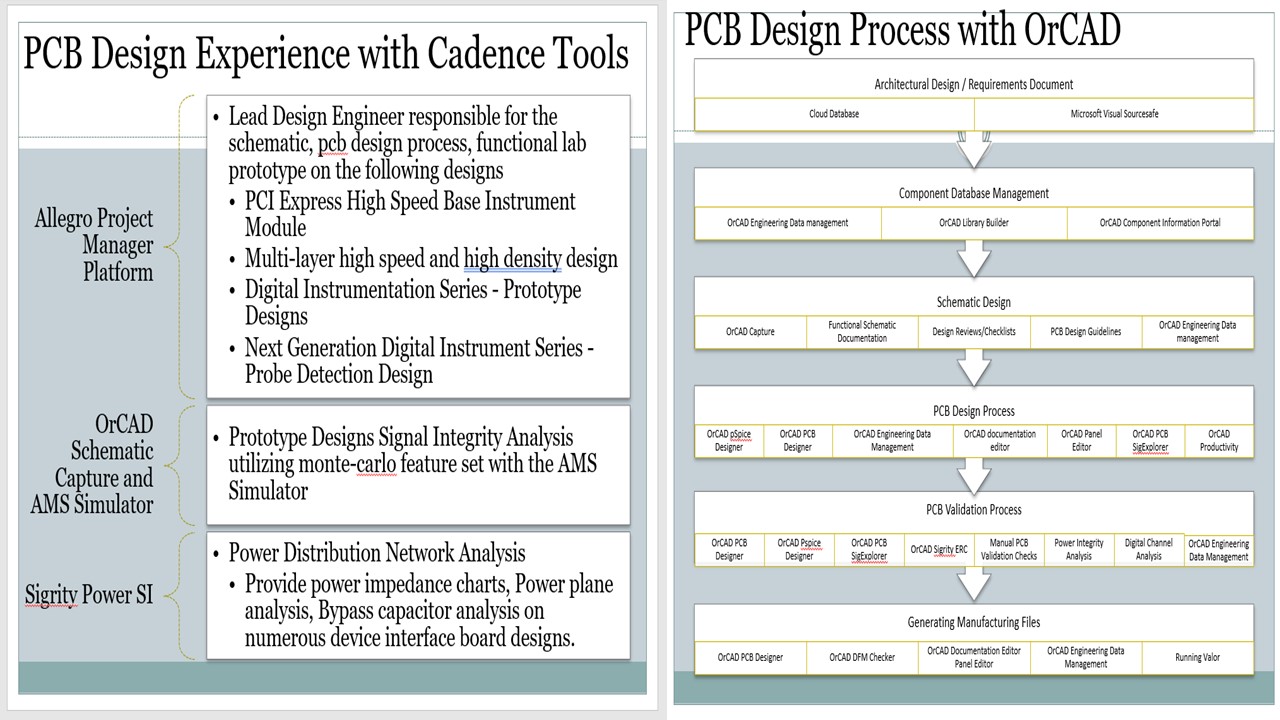 PCB Design Experience with Cadence Tools
Allegro Project
Manager
Platform
• Lead Design Engineer responsible for the
schematic, pcb design process, functional lab
prototype on the following designs
• PCI Express High Speed Base Instrument
Module
• Multi-layer high speed and high density design
• Digital Instrumentation Series - Prototype
Designs
• Next Generation Digital Instrument Series -
Probe Detection Design
OrCAD
Schematic
Capture and
AMS Simulator
• Prototype Designs Signal Integrity Analysis
utilizing monte-carlo feature set with the AMS
Simulator
Sigrity Power SI
• Power Distribution Network Analysis
• Provide power impedance charts, Power plane
analysis, Bypass capacitor analysis on
numerous device interface board designs.
PCB Design Process with OrCAD
Architectural Design / Requirements Document
Cloud Database
Microsoft Visual Sourcesafe
Component Database Management
OrCAD Engineering Data management
OrCAD Library Builder
OrCAD Component Information Portal
Schematic Design
OrCAD Capture
Functional Schematic
Documentation
Design Reviews/Checklists
PCB Design Guidelines
OrCAD Engineering Data
management
PCB Design Process
OrCAD pSpice
Designer
OrCAD PCB
Designer
OrCAD Engineering Data
Management
OrCAD documentation
editor
OrCAD Panel
Editor
OrCAD PCB
SigExplorer
OrCAD
Productivity
PCB Validation Process
OrCAD PCB
Designer
OrCAD Pspice
Designer
OrCAD PCB
SigExplorer
OrCAD Sigrity ERC
Manual PCB
Validation Checks
Power Integrity
Analysis
Digital Channel
Analysis
OrCAD Engineering
Data Management
Generating Manufacturing Files
OrCAD PCB Designer
OrCAD DFM Checker
OrCAD Documentation Editor
Panel Editor
OrCAD Engineering Data
Management
Running Valor